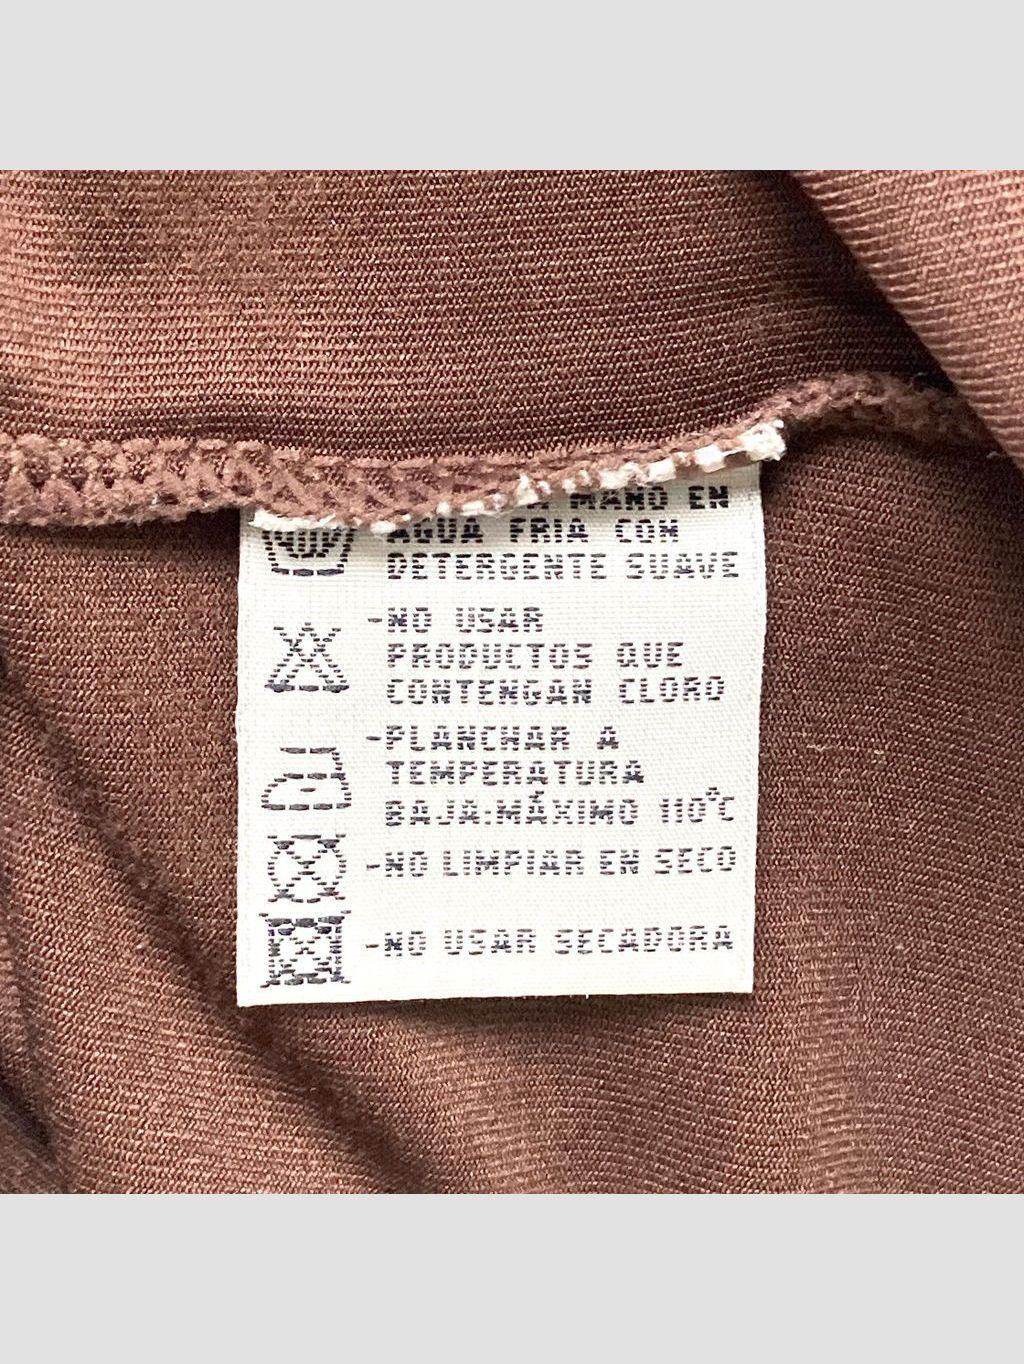 MANO EN
AGUA FRIA CON
DETERGENTE SUAVE
-NO USAR
PRODUCTOS QUE
CONTENGAN CLORO
-PLANCHAR A
TEMPERATURA
BAJA:MÁXIMO 110°C
-NO LIMPIAR EN SECO
-NO USAR SECADORA